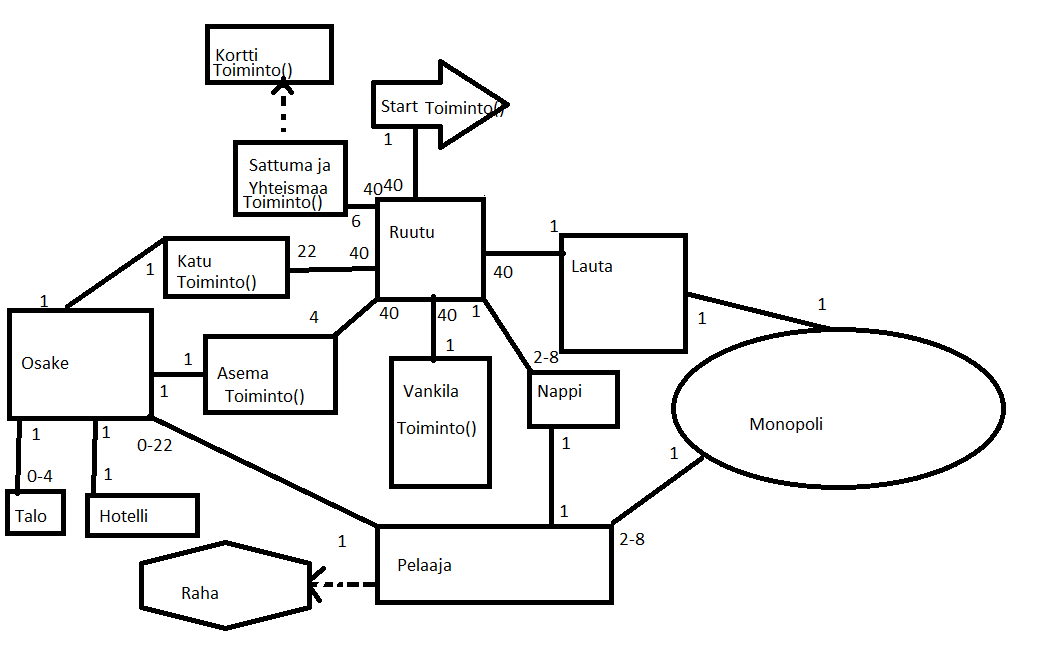 Kortti
Toiminto()
Start Toiminto()
1
Sattuma ja
Yhteismaa
Toiminto()
40
40
6
Ruutu
1
Katu
Toiminto()
22
40
Lauta
1
40
1
1
1
4
40
40
1
Osake
1
1
Asema
Toiminto()
1
Vankila
Toiminto()
2-8
Nappi
Monopoli
1
1
0-22
1
1
0-4
1
Talo
Hotelli
1
1
2-8
Pelaaja
Raha